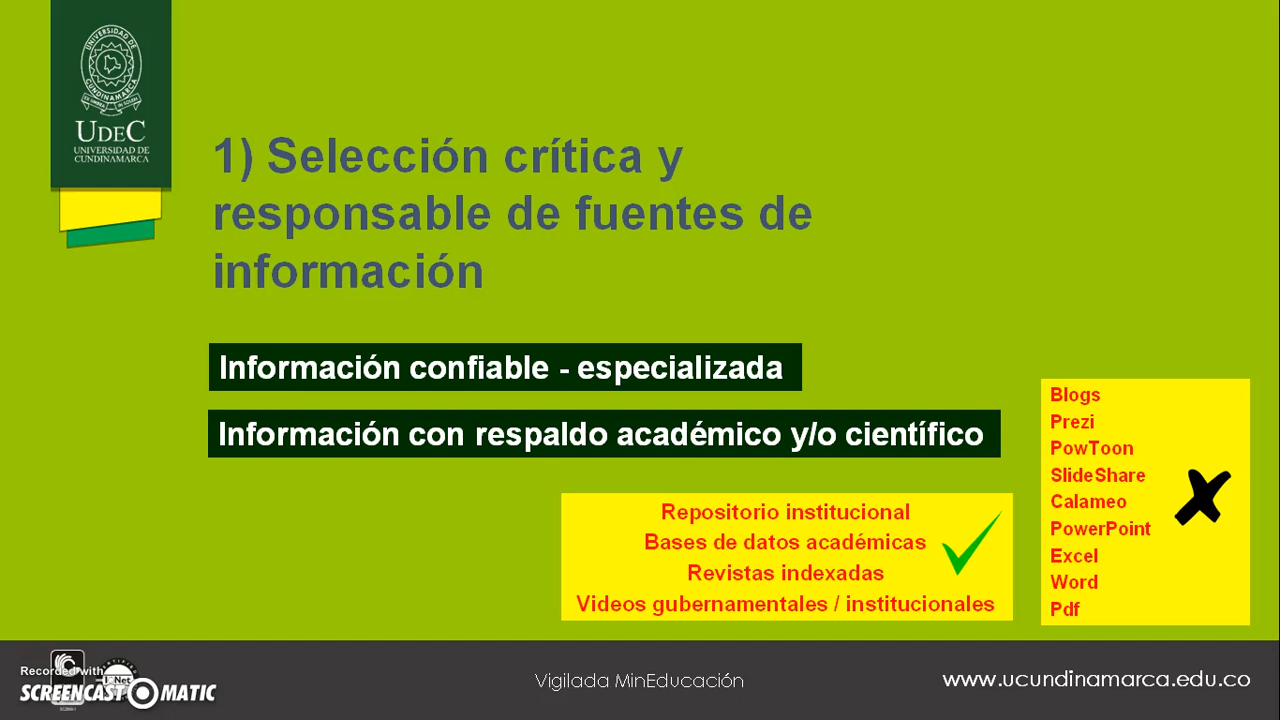 UDEC
UNIVERSIDAD DE
CUNDINAMARCA
1) Selección crítica y
responsable de fuentes de
información
Información confiable - especializada
Información con respaldo académico y/o científico
Repositorio institucional
Bases de datos académicas
Revistas indexadas
Videos gubernamentales / institucionales
Blogs
Prezi
PowToon
SlideShare
Calameo
PowerPoint
Excel
Word
Pdf
Recorded with
SCREENCAST-O-MATIC
Vigilada MinEducación
www.ucundinamarca.edu.co